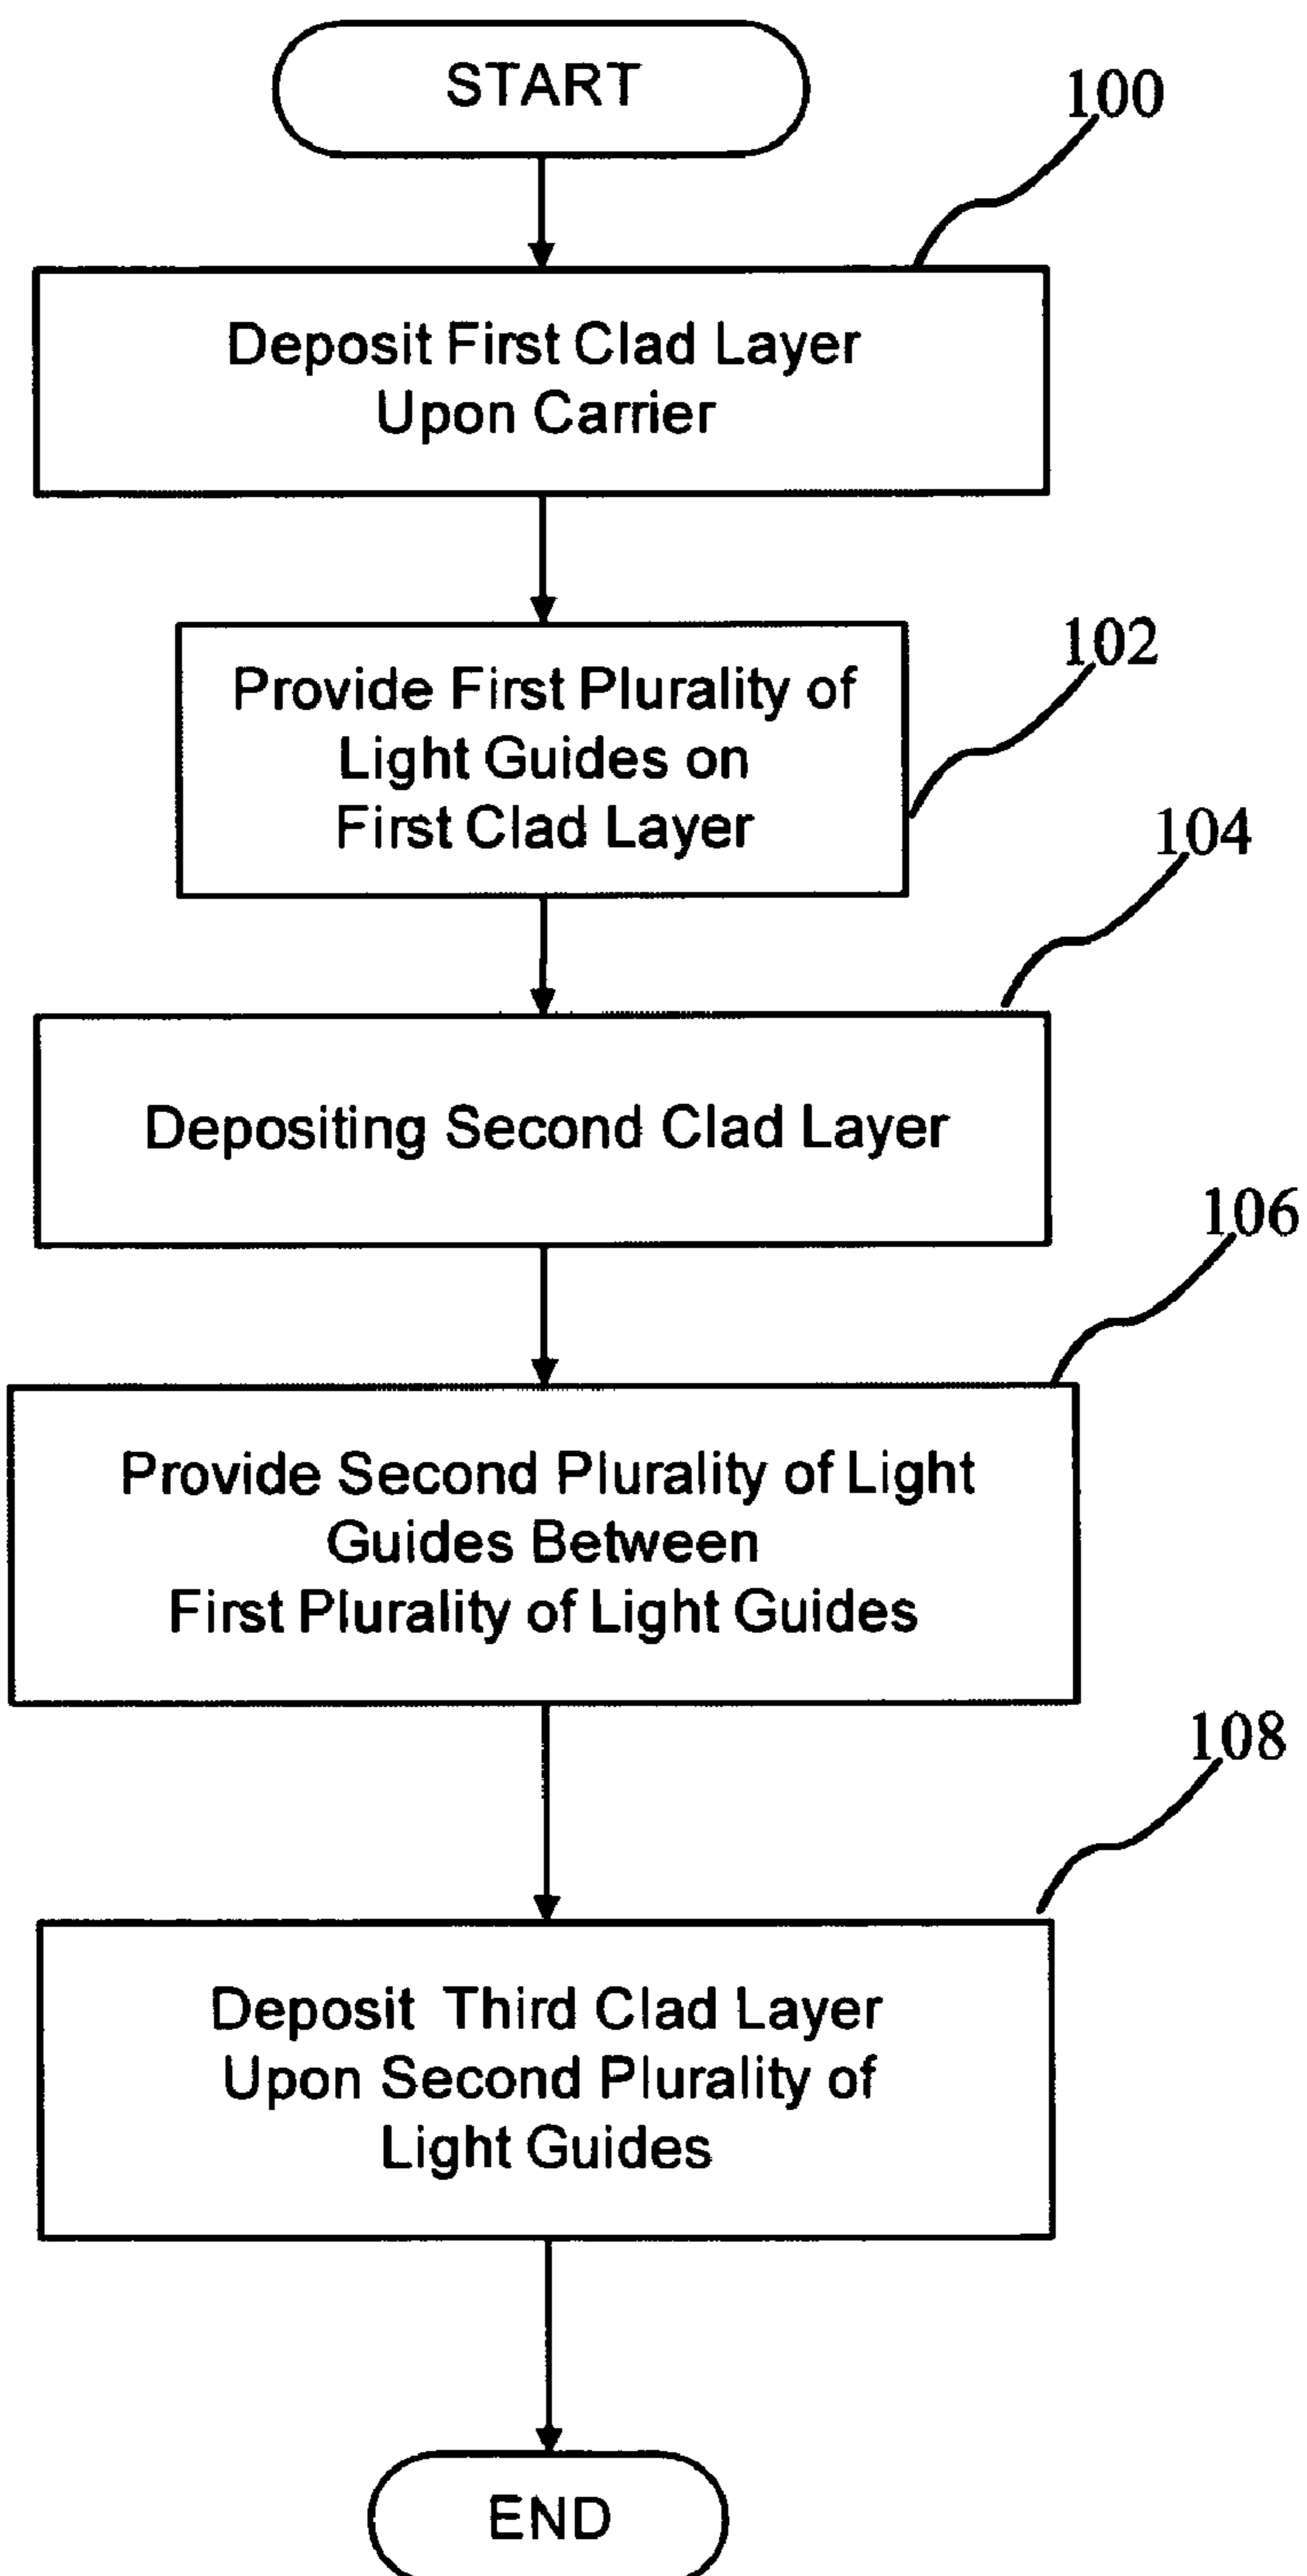 START
100
Deposit First Clad Layer
Upon Carrier
102
Provide First Plurality of
Light Guides on
First Clad Layer
104
Depositing Second Clad Layer
106
Provide Second Plurality of Light
Guides Between
First Plurality of Light Guides
108
Deposit Third Clad Layer
Upon Second Plurality of
Light Guides
END